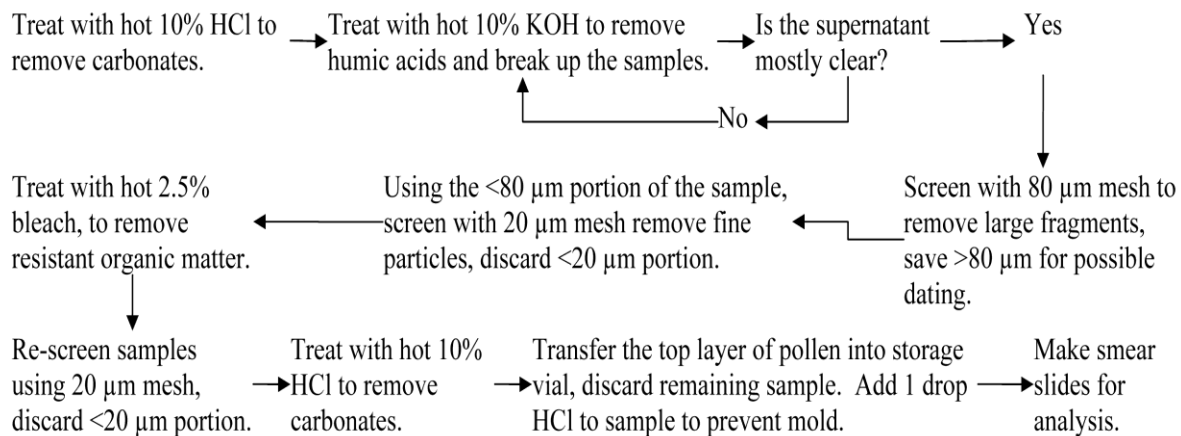 Treat with hot 10% HCl to
remove carbonates.
Treat with hot 10% KOH to remove
humic acids and break up the samples.
Is the supernatant
mostly clear?
Yes
No
Screen with 80 µm mesh to
remove large fragments,
save >80 µm for possible
dating.
Using the <80 µm portion of the sample,
screen with 20 µm mesh remove fine
particles, discard <20 µm portion.
Treat with hot 2.5%
bleach, to remove
resistant organic matter.
Re-screen samples
using 20 µm mesh,
discard <20 µm portion.
Treat with hot 10%
HCl to remove
carbonates.
Transfer the top layer of pollen into storage
vial, discard remaining sample. Add 1 drop
HCl to sample to prevent mold.
Make smear
slides for
analysis.